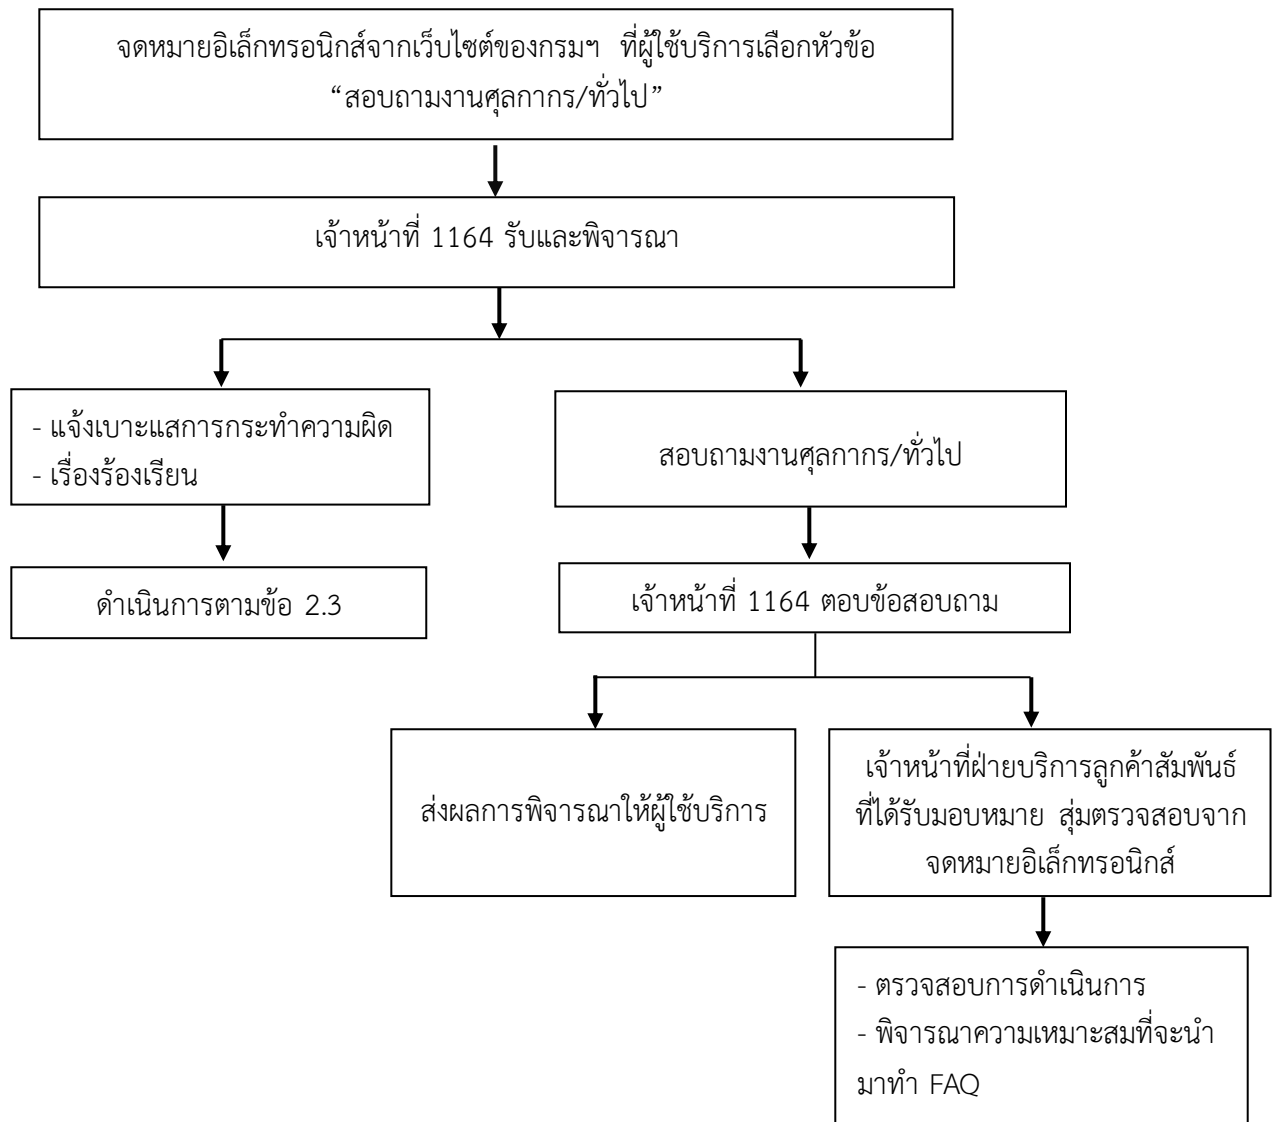 จดหมายอิเล็กทรอนิกส์จากเว็บไซต์ของกรมฯ ที่ผู้ใช้บริการเลือกหัวข้อ
“สอบถามงานศุลกากร/ทั่วไป”
เจ้าหน้าที่ 1164 รับและพิจารณา
- แจ้งเบาะแสการกระทำความผิด
- เรื่องร้องเรียน
สอบถามงานศุลกากร/ทั่วไป
ดำเนินการตามข้อ 2.3
เจ้าหน้าที่ 1164 ตอบข้อสอบถาม
ส่งผลการพิจารณาให้ผู้ใช้บริการ
เจ้าหน้าที่ฝ่ายบริการลูกค้าสัมพันธ์
ที่ได้รับมอบหมาย สุ่มตรวจสอบจาก
จดหมายอิเล็กทรอนิกส์
- ตรวจสอบการดำเนินการ
- พิจารณาความเหมาะสมที่จะนำ
มาทำ FAQ